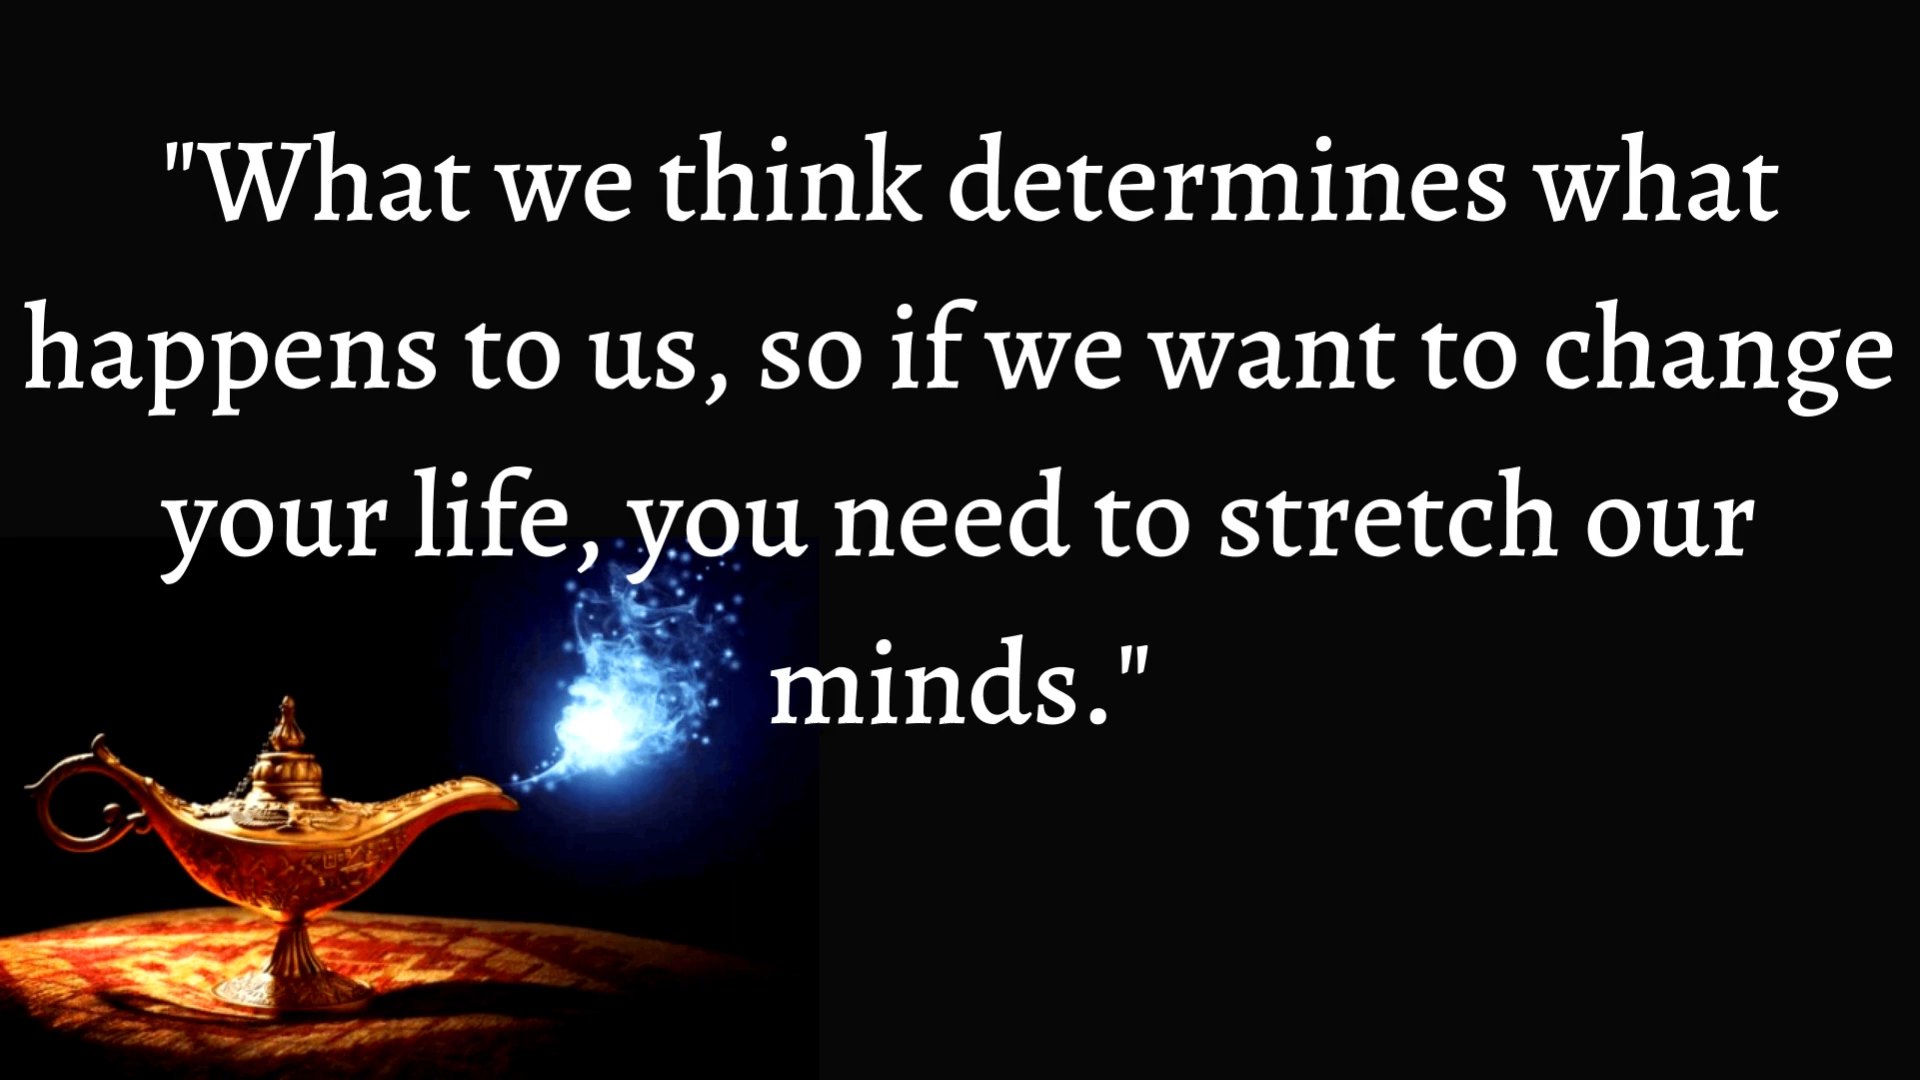 "What we think determines what
happens to us, so if we want to change
your life, you need to stretch our
minds."